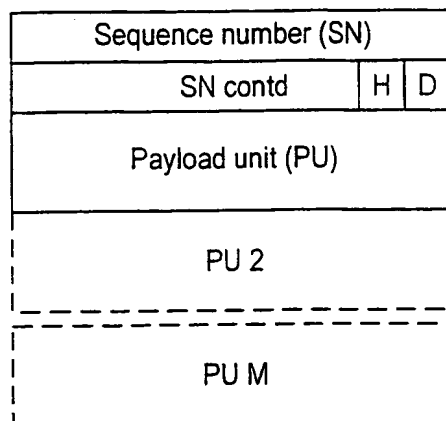 Sequence number (SN)
SN contd H D
Payload unit (PU)
PU 2
PU M